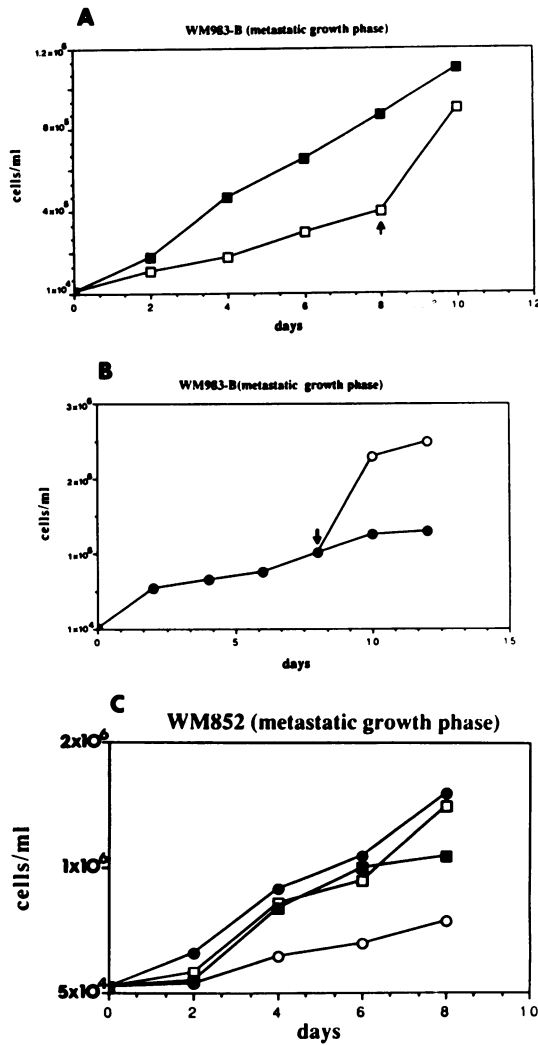 A
WM983-B (metastatic growth phase)
1.2x10⁶
8x10⁵
4x10⁵
1x10⁴
cells/ml
0 2 4 6 8 10 12
days
B
WM983-B(metastatic growth phase)
3x10⁶
2x10⁶
1x10⁶
1x10⁴
cells/ml
0 5 10 15
days
C
WM852 (metastatic growth phase)
2x10⁶
1x10⁶
5x10⁴
cells/ml
0 2 4 6 8 10
days